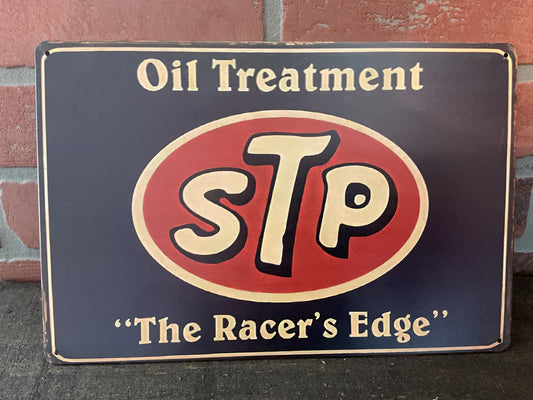 Oil Treatment
STP
"The Racer's Edge"